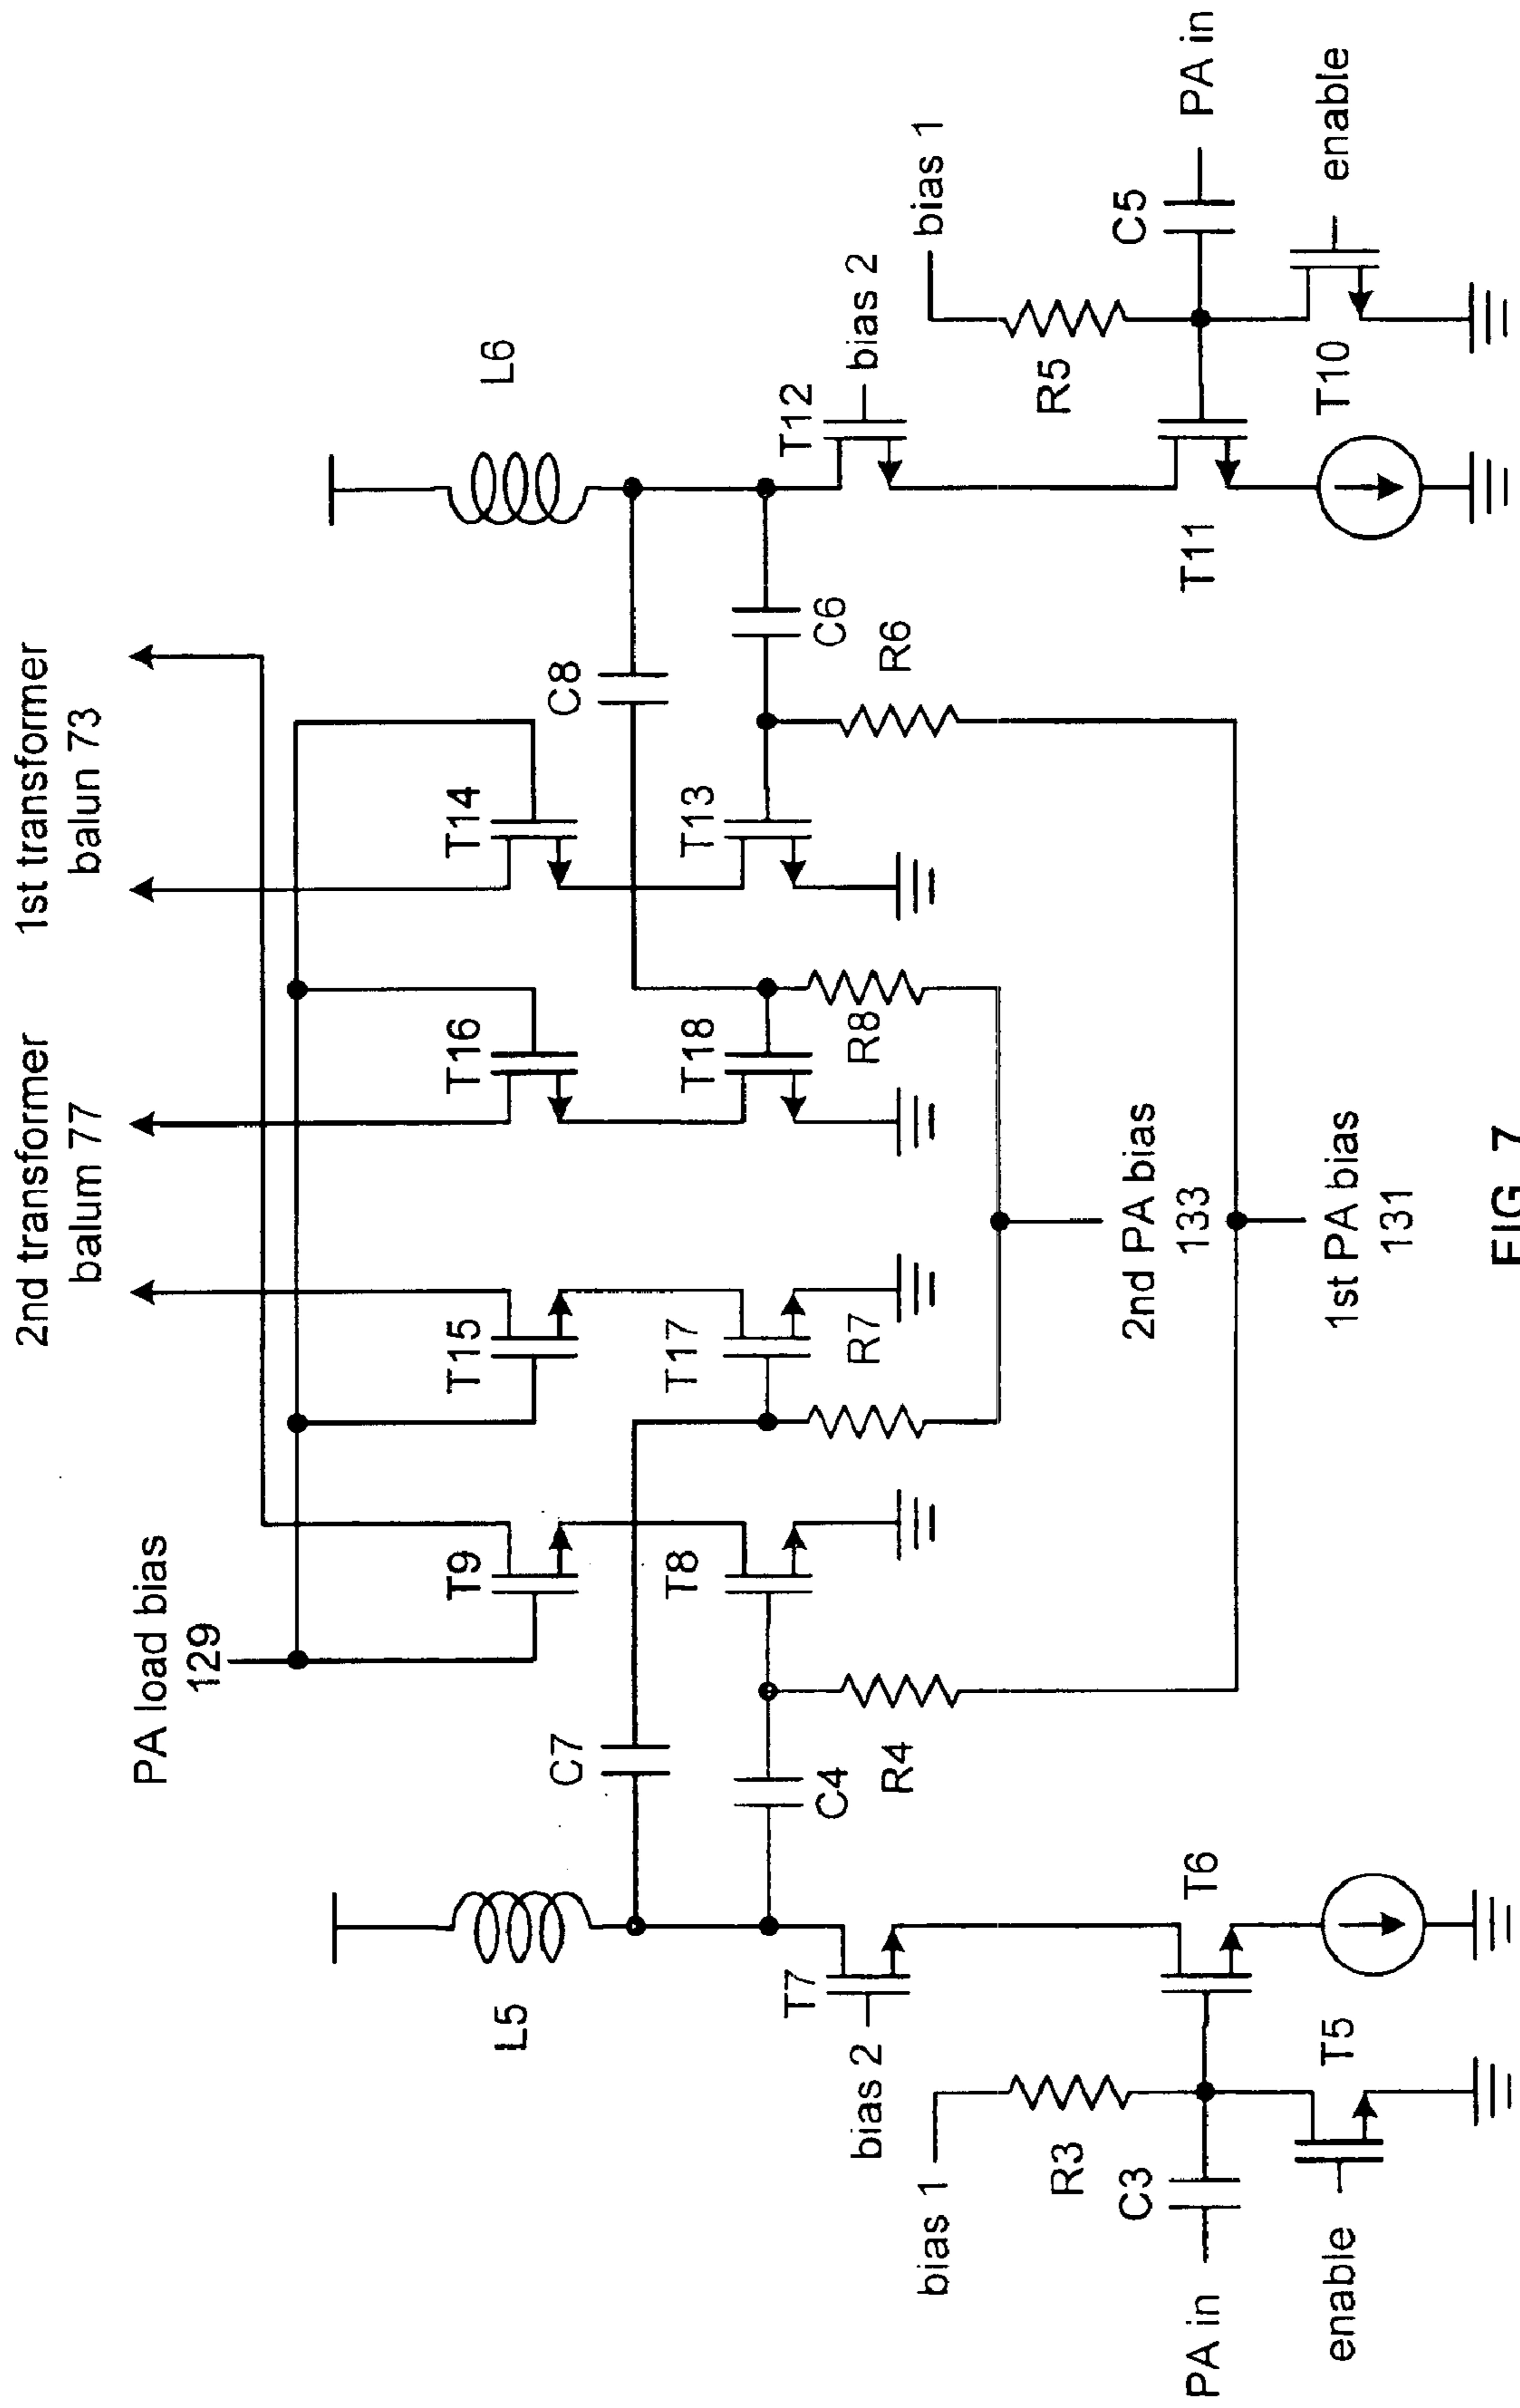 2nd transformer
balum 77
1st transformer
balun 73
PA load bias
129
L5
L6
T9
T15
T16
T14
C7
C8
T8
T17
T18
T13
C4
C6
R4
R7
R8
R6
T7
bias 2
T12
bias 2
bias 1
bias 1
R3
R5
C3
C5
PA in
PA in
T6
T11
T5
T10
enable
enable
2nd PA bias
133
1st PA bias
131
FIG. 7